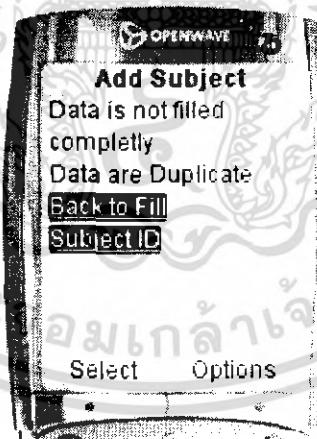 OPENWAVE
Add Subject
Data is not filled
completly
Data are Duplicate
Back to Fill
Subject ID
Select Options